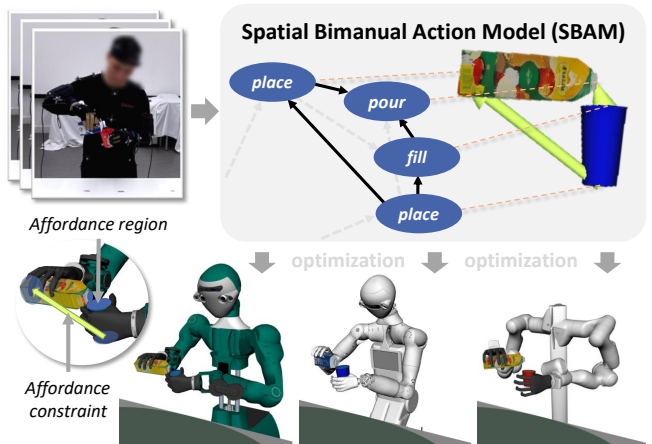 Spatial Bimanual Action Model (SBAM)
place
pour
fill
place
Affordance region
optimization
optimization
Affordance
constraint